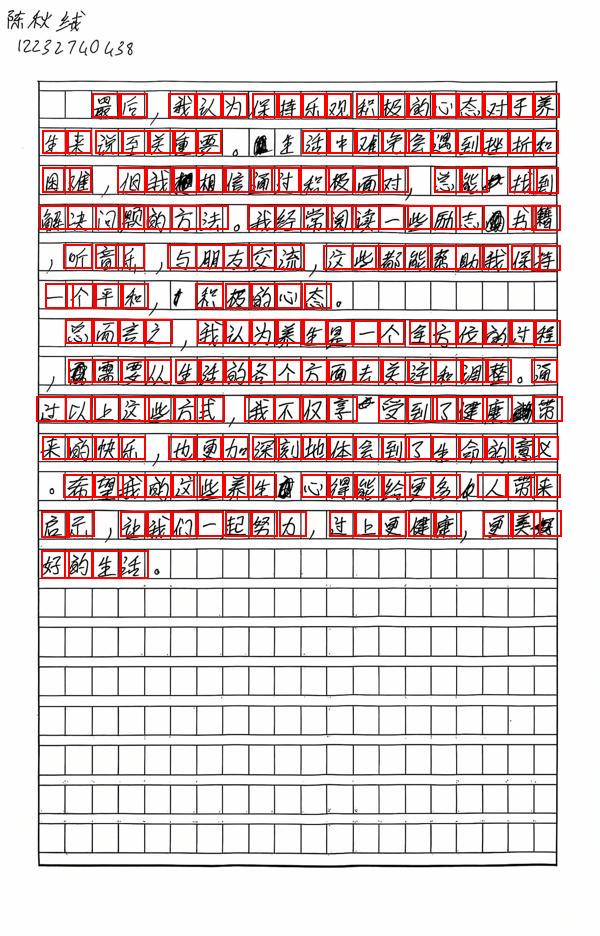 陈秋线
12232740438
最后，我认为保持乐观积极的心态对于养
生来说至关重要。生活中难免会遇到挫折和
困难，但我相信通过积极面对，总能找到
解决问题的方法。我经常阅读一些励志书籍
，听音乐，与朋友交流，这些都能帮助我保持
一个平和，积极的心态。
总而言之，我认为养生是一个全方位的过程
，需要从生活的各个方面去关注和调整。通
过以上这些方式，我不仅享受到了健康带
来的快乐，也更加深刻地体会到了生命的意义
。希望我的这些养生心得能给更多人带来
启示，让我们一起努力，过上更健康，更美
好的生活。